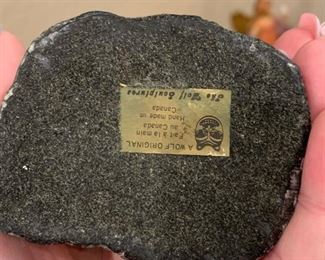 A WOLF ORIGINAL
Fait à la main
au Canada
Hand made in
Canada
The Wolf Sculptures